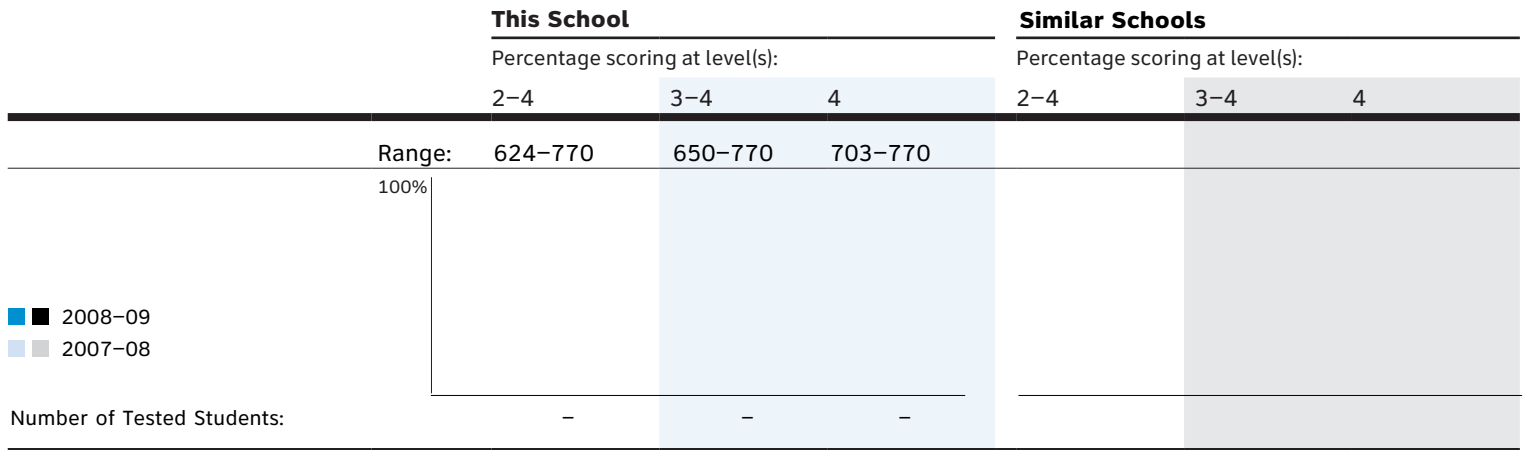 This School Similar Schools
Percentage scoring at level(s): Percentage scoring at level(s):
2–4 3–4 4 2–4 3–4 4
Range: 624–770 650–770 703–770
100%
2008–09
2007–08
Number of Tested Students: – – –